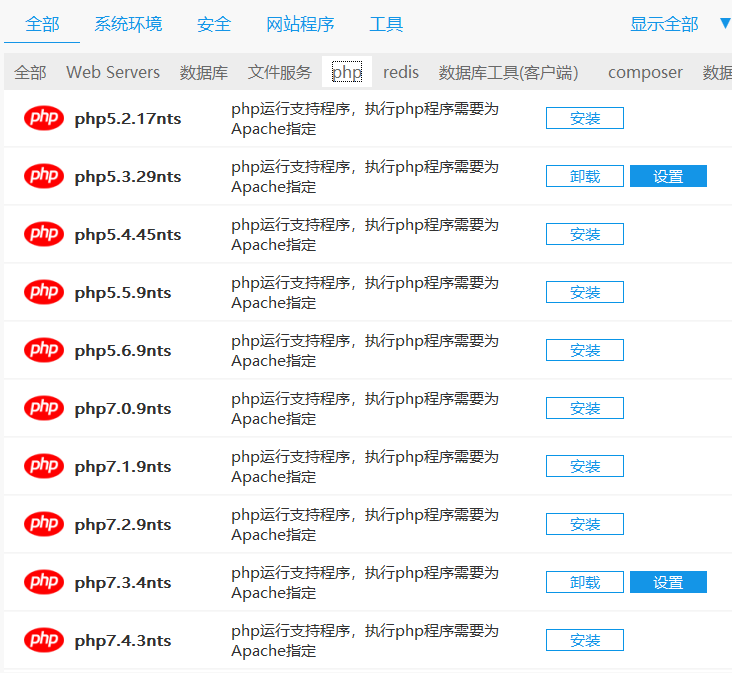 全部 系统环境 安全 网站程序 工具 显示全部 ▼
全部 Web Servers 数据库 文件服务 php redis 数据库工具(客户端) composer 数据
php php5.2.17nts php运行支持程序，执行php程序需要为 安装
Apache指定
php php5.3.29nts php运行支持程序，执行php程序需要为 卸载 设置
Apache指定
php php5.4.45nts php运行支持程序，执行php程序需要为 安装
Apache指定
php php5.5.9nts php运行支持程序，执行php程序需要为 安装
Apache指定
php php5.6.9nts php运行支持程序，执行php程序需要为 安装
Apache指定
php php7.0.9nts php运行支持程序，执行php程序需要为 安装
Apache指定
php php7.1.9nts php运行支持程序，执行php程序需要为 安装
Apache指定
php php7.2.9nts php运行支持程序，执行php程序需要为 安装
Apache指定
php php7.3.4nts php运行支持程序，执行php程序需要为 卸载 设置
Apache指定
php php7.4.3nts php运行支持程序，执行php程序需要为 安装
Apache指定